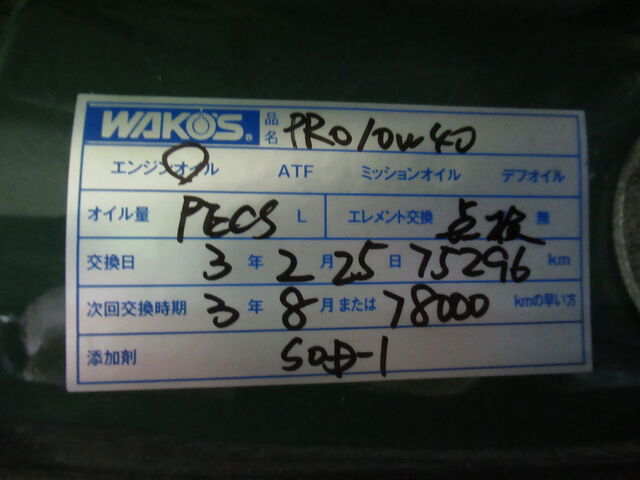 WAKO'S® 品名 PRO 10W40
エンジンオイル ATF ミッションオイル デフオイル
オイル量 PECS L エレメント交換 点検 無
交換日 3年 2月 25日 75296 km
次回交換時期 3年 8月または 78000 kmの早い方
添加剤 SOD-1